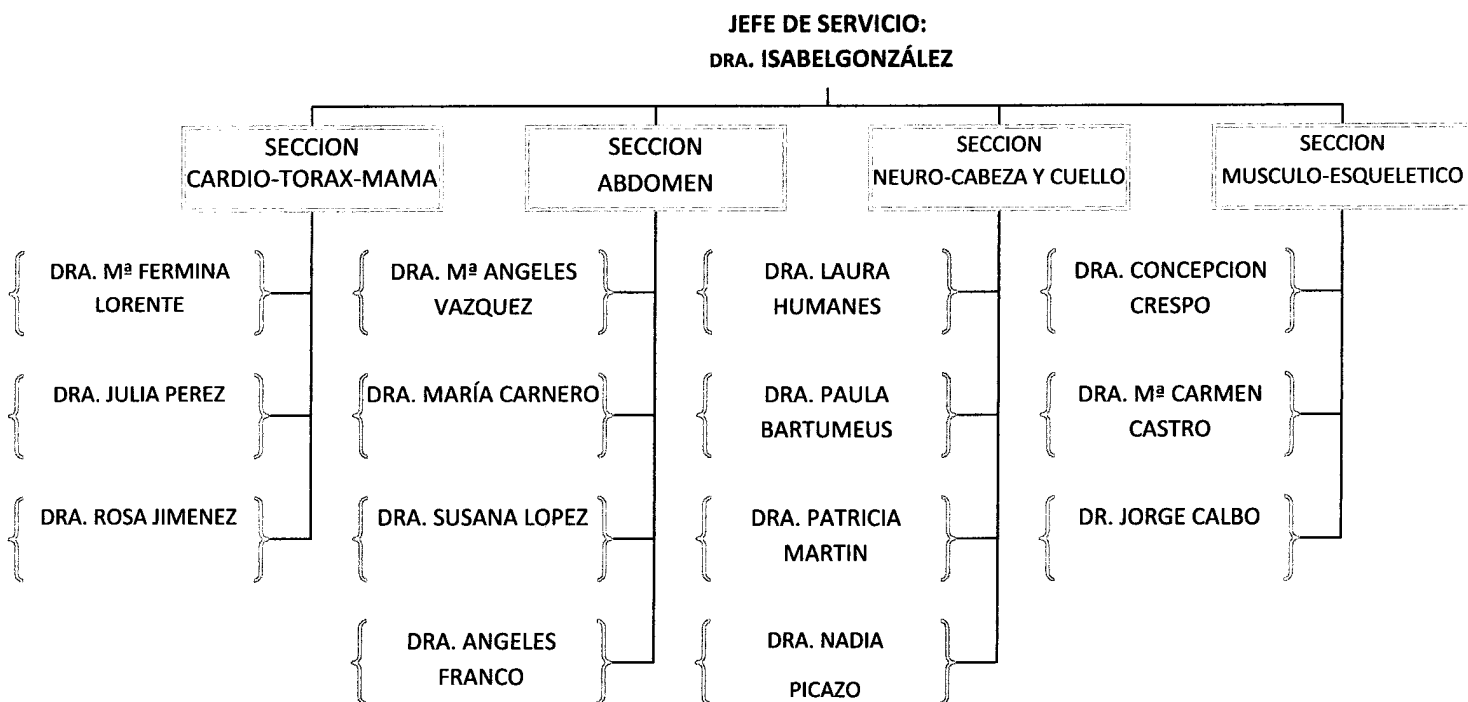 JEFE DE SERVICIO:
DRA. ISABELGONZÁLEZ
SECCION
CARDIO-TORAX-MAMA
SECCION
ABDOMEN
SECCION
NEURO-CABEZA Y CUELLO
SECCION
MUSCULO-ESQUELETICO
DRA. Mª FERMINA
LORENTE
DRA. JULIA PEREZ
DRA. ROSA JIMENEZ
DRA. Mª ANGELES
VAZQUEZ
DRA. MARÍA CARNERO
DRA. SUSANA LOPEZ
DRA. ANGELES
FRANCO
DRA. LAURA
HUMANES
DRA. PAULA
BARTUMEUS
DRA. PATRICIA
MARTIN
DRA. NADIA
PICAZO
DRA. CONCEPCION
CRESPO
DRA. Mª CARMEN
CASTRO
DR. JORGE CALBO